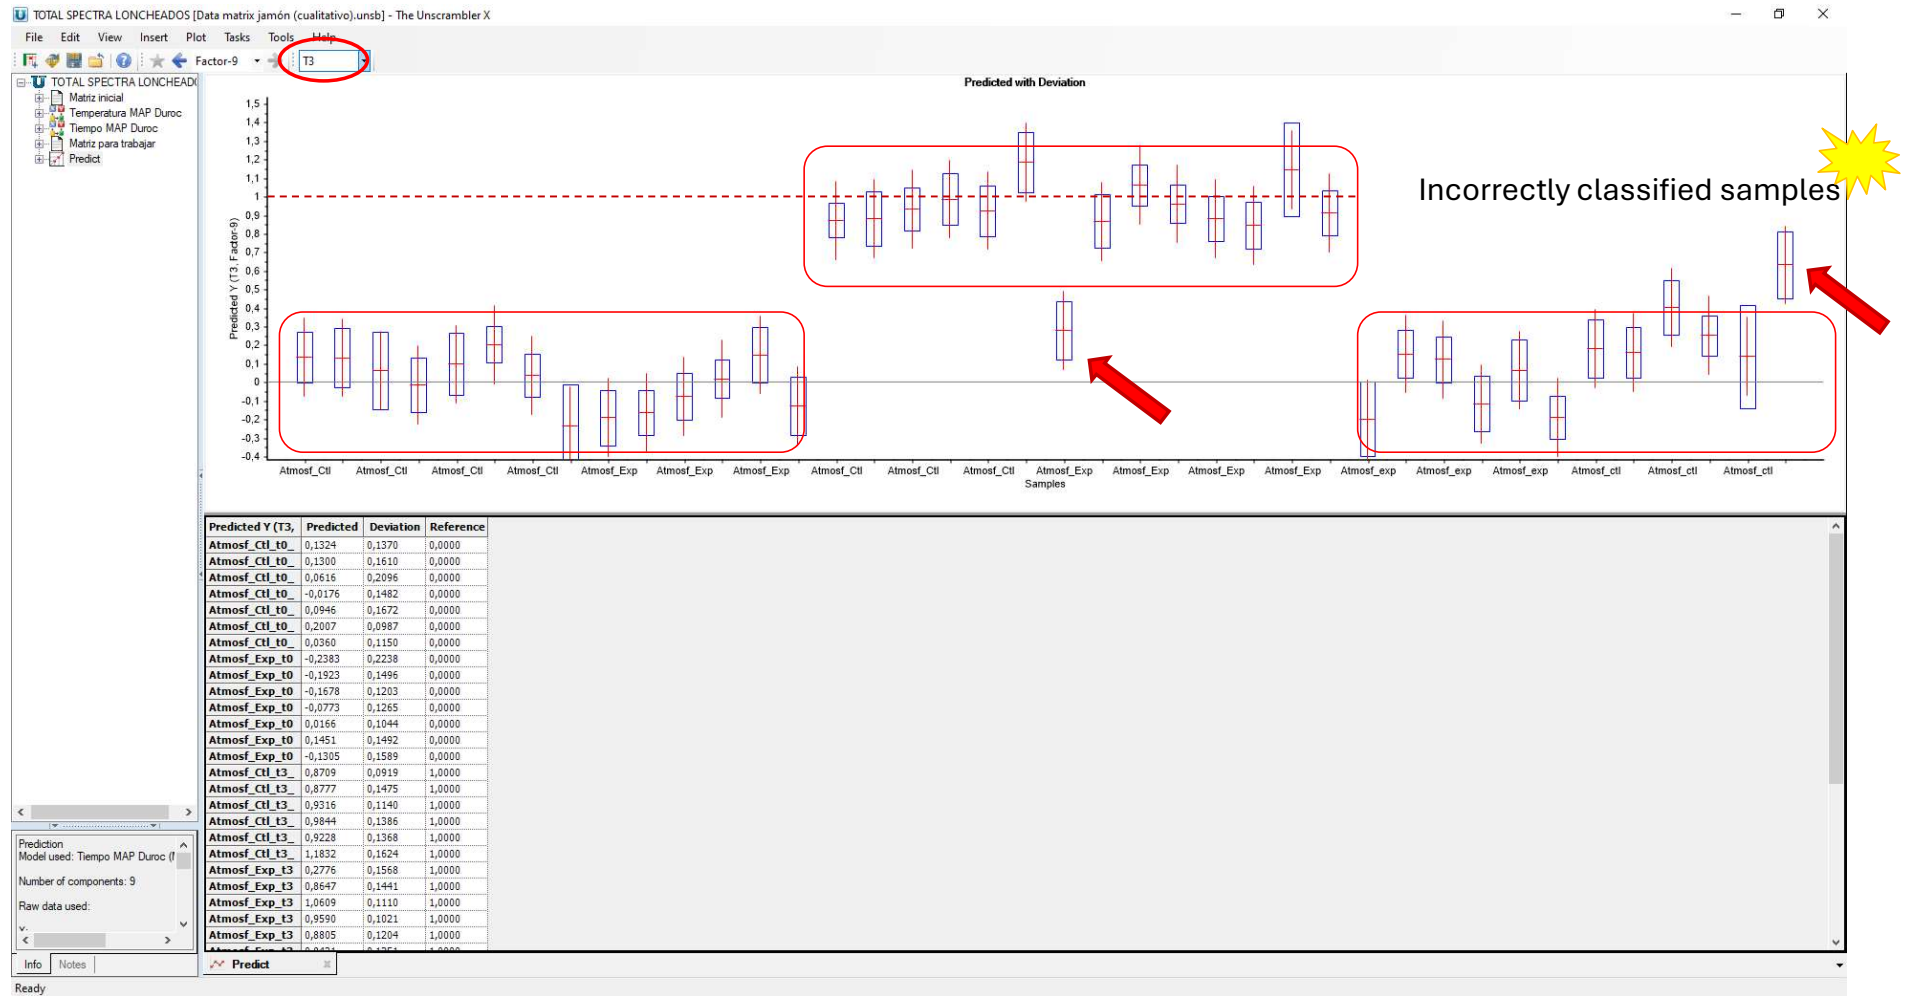 TOTAL SPECTRA LONCHEADOS [Data matrix jamón (cualitativo).unsb] - The Unscrambler X
File Edit View Insert Plot Tasks Tools Help
Factor-9 T3
TOTAL SPECTRA LONCHEAD
Matriz inicial
Temperatura MAP Duroc
Tiempo MAP Duroc
Matriz para trabajar
Predict
Predicted with Deviation
Incorrectly classified samples
Predicted Y (T3, Factor-9)
1,5
1,4
1,3
1,2
1,1
1
0,9
0,8
0,7
0,6
0,5
0,4
0,3
0,2
0,1
0
-0,1
-0,2
-0,3
-0,4
Atmosf_Ctl Atmosf_Ctl Atmosf_Ctl Atmosf_Ctl Atmosf_Exp Atmosf_Exp Atmosf_Exp Atmosf_Ctl Atmosf_Ctl Atmosf_Ctl Atmosf_Exp Atmosf_Exp Atmosf_Exp Atmosf_Exp Atmosf_exp Atmosf_exp Atmosf_exp Atmosf_ctl Atmosf_ctl Atmosf_ctl
Samples
Predicted Y (T3, Predicted Deviation Reference
Atmosf_Ctl_t0_ 0,1324 0,1370 0,0000
Atmosf_Ctl_t0_ 0,1300 0,1610 0,0000
Atmosf_Ctl_t0_ 0,0616 0,2096 0,0000
Atmosf_Ctl_t0_ -0,0176 0,1482 0,0000
Atmosf_Ctl_t0_ 0,0946 0,1672 0,0000
Atmosf_Ctl_t0_ 0,2007 0,0987 0,0000
Atmosf_Ctl_t0_ 0,0360 0,1150 0,0000
Atmosf_Exp_t0 -0,2383 0,2238 0,0000
Atmosf_Exp_t0 -0,1923 0,1496 0,0000
Atmosf_Exp_t0 -0,1678 0,1203 0,0000
Atmosf_Exp_t0 -0,0773 0,1265 0,0000
Atmosf_Exp_t0 0,0166 0,1044 0,0000
Atmosf_Exp_t0 0,1451 0,1492 0,0000
Atmosf_Exp_t0 -0,1305 0,1589 0,0000
Atmosf_Ctl_t3_ 0,8709 0,0919 1,0000
Atmosf_Ctl_t3_ 0,8777 0,1475 1,0000
Atmosf_Ctl_t3_ 0,9316 0,1140 1,0000
Atmosf_Ctl_t3_ 0,9844 0,1386 1,0000
Atmosf_Ctl_t3_ 0,9228 0,1368 1,0000
Atmosf_Ctl_t3_ 1,1832 0,1624 1,0000
Atmosf_Exp_t3 0,2776 0,1568 1,0000
Atmosf_Exp_t3 0,8647 0,1441 1,0000
Atmosf_Exp_t3 1,0609 0,1110 1,0000
Atmosf_Exp_t3 0,9590 0,1021 1,0000
Atmosf_Exp_t3 0,8805 0,1204 1,0000
Prediction
Model used: Tiempo MAP Duroc
Number of components: 9
Raw data used:
Info Notes
Predict
Ready